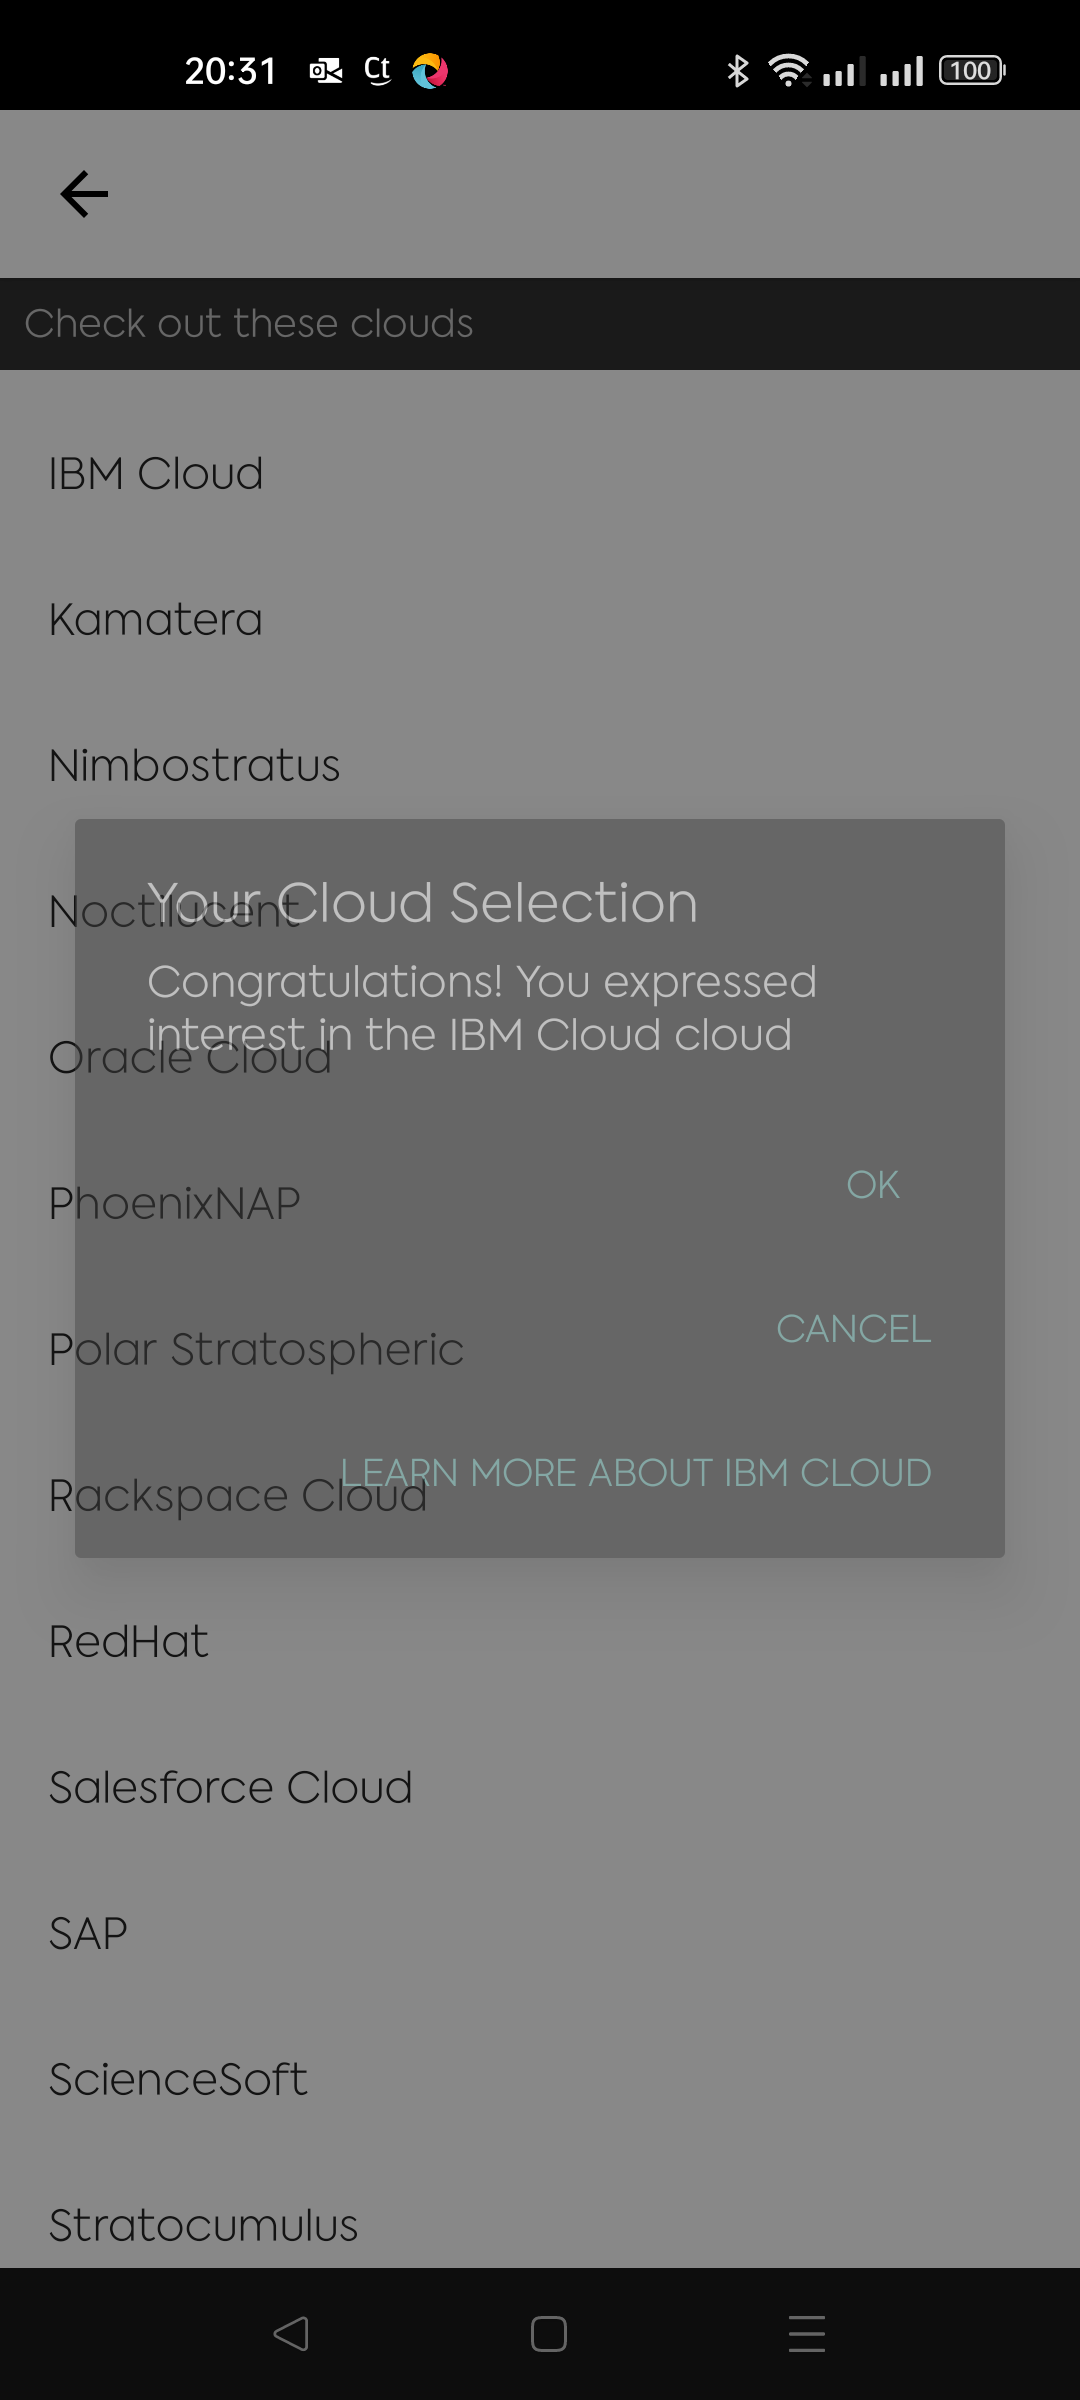 20:31
Ct
100
Check out these clouds
IBM Cloud
Kamatera
Nimbostratus
Noctilucent
Your Cloud Selection
Congratulations! You expressed
interest in the IBM Cloud cloud
Oracle Cloud
OK
PhoenixNAP
CANCEL
Polar Stratospheric
LEARN MORE ABOUT IBM CLOUD
Rackspace Cloud
RedHat
Salesforce Cloud
SAP
ScienceSoft
Stratocumulus